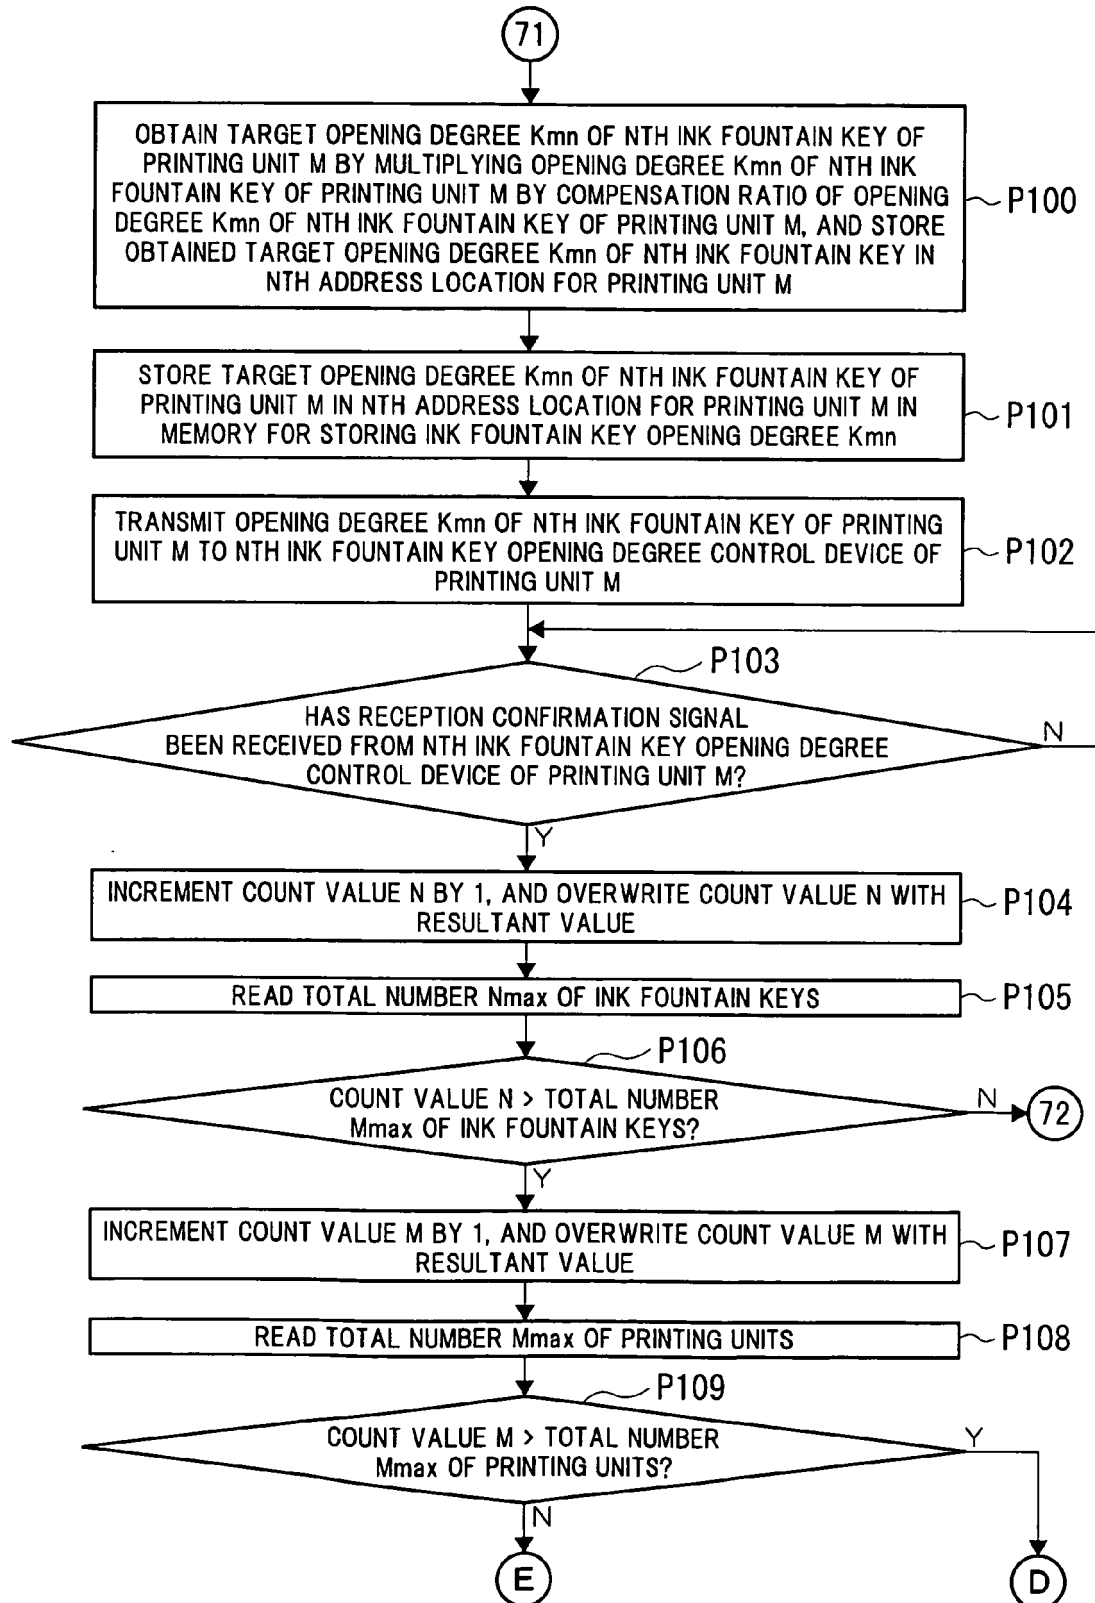 71
OBTAIN TARGET OPENING DEGREE Kmn OF NTH INK FOUNTAIN KEY OF
PRINTING UNIT M BY MULTIPLYING OPENING DEGREE Kmn OF NTH INK
FOUNTAIN KEY OF PRINTING UNIT M BY COMPENSATION RATIO OF OPENING
DEGREE Kmn OF NTH INK FOUNTAIN KEY OF PRINTING UNIT M, AND STORE
OBTAINED TARGET OPENING DEGREE Kmn OF NTH INK FOUNTAIN KEY IN
NTH ADDRESS LOCATION FOR PRINTING UNIT M
P100
STORE TARGET OPENING DEGREE Kmn OF NTH INK FOUNTAIN KEY OF
PRINTING UNIT M IN NTH ADDRESS LOCATION FOR PRINTING UNIT M IN
MEMORY FOR STORING INK FOUNTAIN KEY OPENING DEGREE Kmn
P101
TRANSMIT OPENING DEGREE Kmn OF NTH INK FOUNTAIN KEY OF PRINTING
UNIT M TO NTH INK FOUNTAIN KEY OPENING DEGREE CONTROL DEVICE OF
PRINTING UNIT M
P102
P103
HAS RECEPTION CONFIRMATION SIGNAL
BEEN RECEIVED FROM NTH INK FOUNTAIN KEY OPENING DEGREE
CONTROL DEVICE OF PRINTING UNIT M?
N
Y
INCREMENT COUNT VALUE N BY 1, AND OVERWRITE COUNT VALUE N WITH
RESULTANT VALUE
P104
READ TOTAL NUMBER Nmax OF INK FOUNTAIN KEYS
P105
P106
COUNT VALUE N > TOTAL NUMBER
Mmax OF INK FOUNTAIN KEYS?
N
72
Y
INCREMENT COUNT VALUE M BY 1, AND OVERWRITE COUNT VALUE M WITH
RESULTANT VALUE
P107
READ TOTAL NUMBER Mmax OF PRINTING UNITS
P108
P109
COUNT VALUE M > TOTAL NUMBER
Mmax OF PRINTING UNITS?
Y
N
E
D